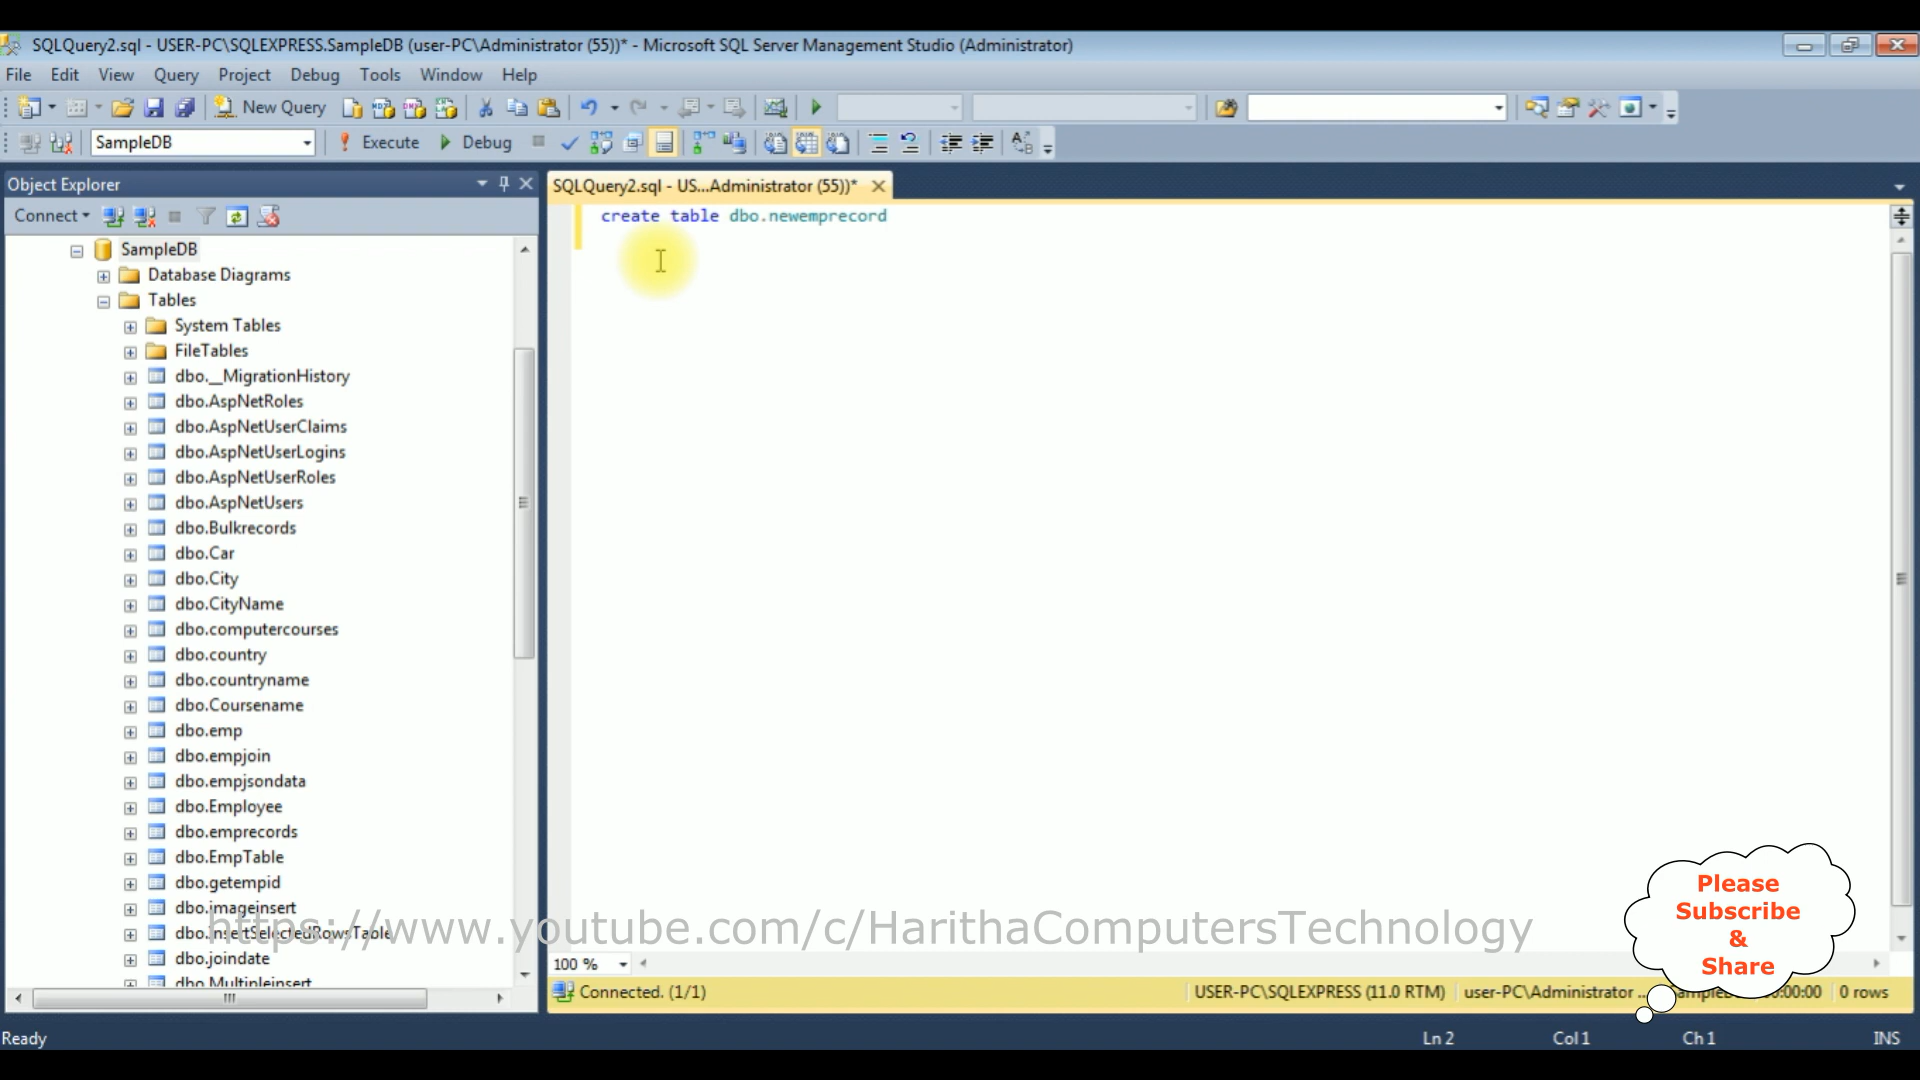 SQLQuery2.sql - USER-PC\SQLEXPRESS.SampleDB (user-PC\Administrator (55))* - Microsoft SQL Server Management Studio (Administrator)
File Edit View Query Project Debug Tools Window Help
New Query
SampleDB Execute Debug
Object Explorer
SQLQuery2.sql - US...Administrator (55))*
Connect
create table dbo.newemprecord
SampleDB
Database Diagrams
Tables
System Tables
FileTables
dbo.__MigrationHistory
dbo.AspNetRoles
dbo.AspNetUserClaims
dbo.AspNetUserLogins
dbo.AspNetUserRoles
dbo.AspNetUsers
dbo.Bulkrecords
dbo.Car
dbo.City
dbo.CityName
dbo.computercourses
dbo.country
dbo.countryname
dbo.Coursename
dbo.emp
dbo.empjoin
dbo.empjsondata
dbo.Employee
dbo.emprecords
dbo.EmpTable
dbo.getempid
dbo.imageinsert
dbo.InsertSelectedRowsTable
dbo.joindate
dbo.Multipleinsert
https://www.youtube.com/c/HarithaComputersTechnology
Please
Subscribe
&
Share
100 %
Connected. (1/1) USER-PC\SQLEXPRESS (11.0 RTM) user-PC\Administrator ... 0 rows
Ready Ln 2 Col 1 Ch 1 INS